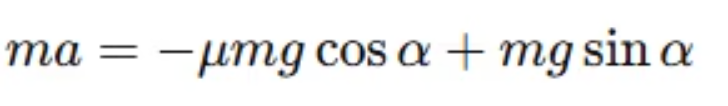 ma = −μmg cos α + mg sin α